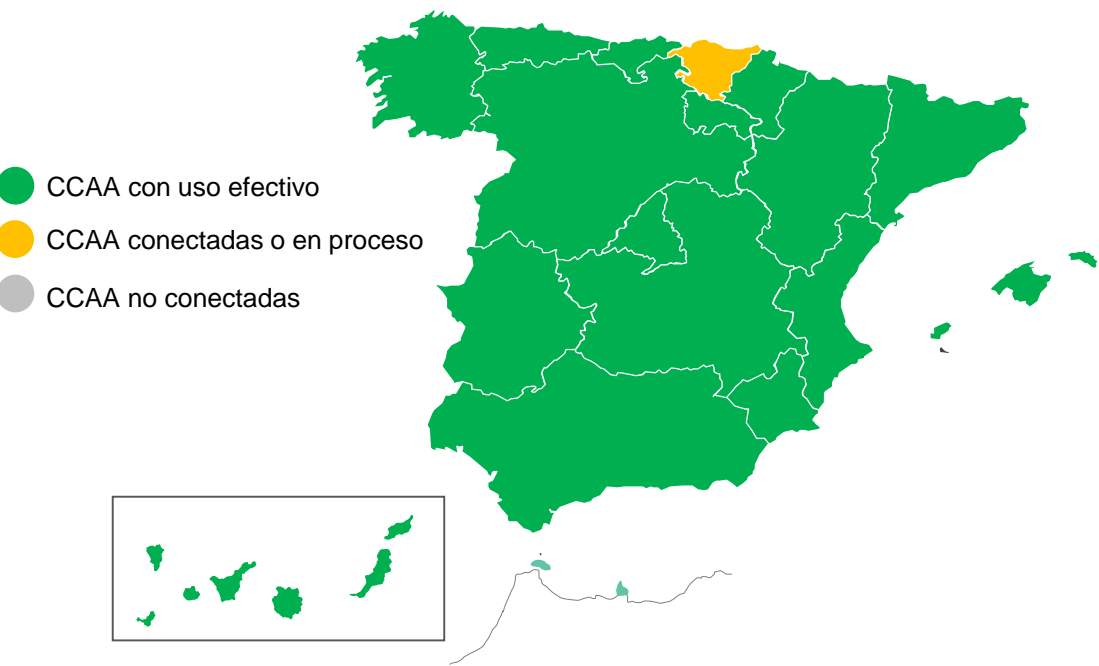 CCAA con uso efectivo
CCAA conectadas o en proceso
CCAA no conectadas